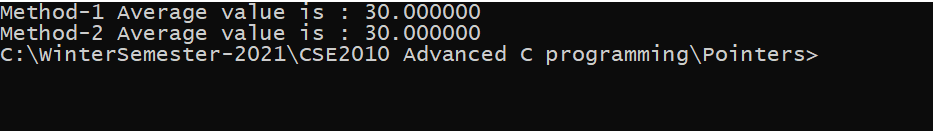 Method-1 Average value is : 30.000000
Method-2 Average value is : 30.000000
C:\WinterSemester-2021\CSE2010 Advanced C programming\Pointers>